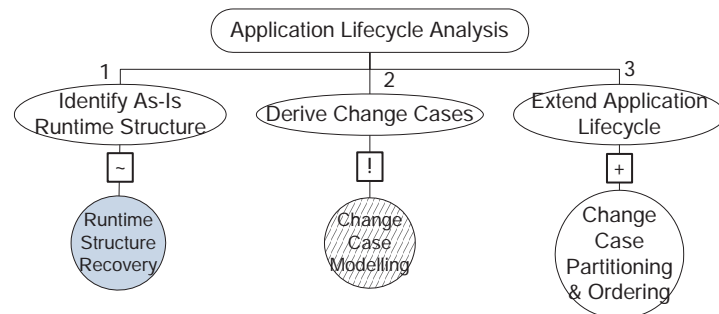 Application Lifecycle Analysis
1
2
3
Identify As-Is
Runtime Structure
Derive Change Cases
Extend Application
Lifecycle
~
!
+
Runtime
Structure
Recovery
Change
Case
Modelling
Change
Case
Partitioning
& Ordering